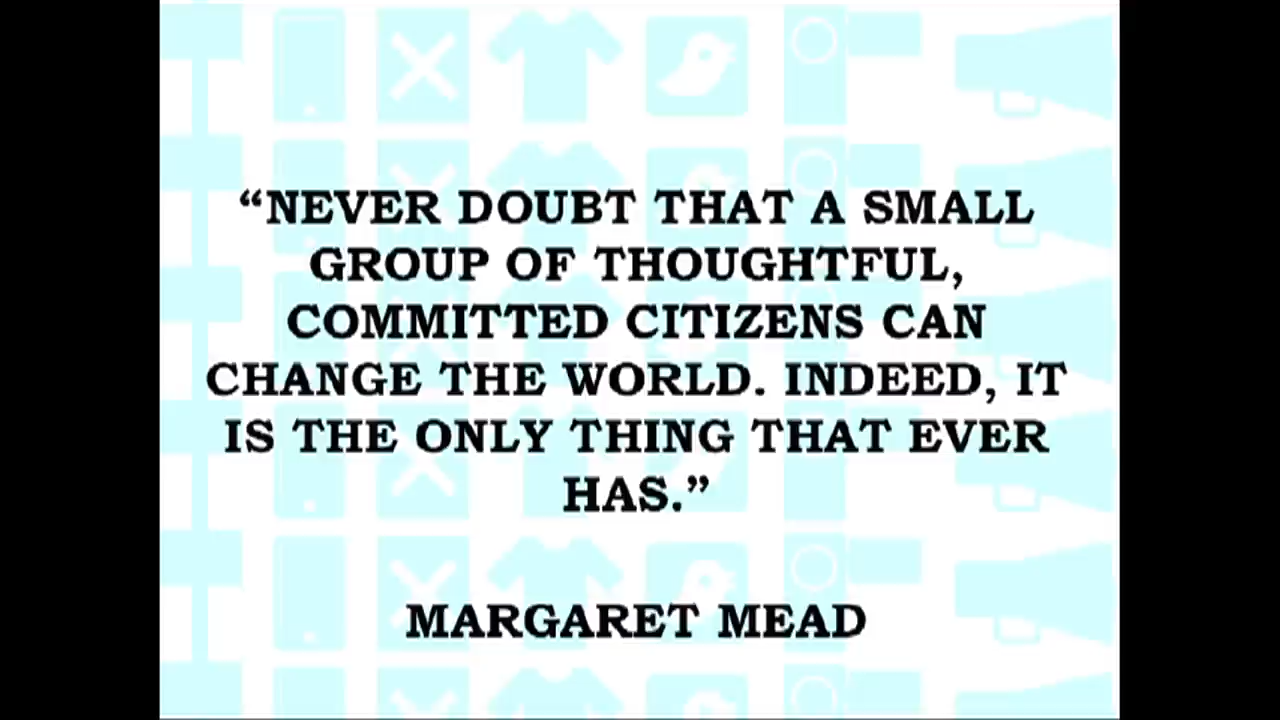 “NEVER DOUBT THAT A SMALL
GROUP OF THOUGHTFUL,
COMMITTED CITIZENS CAN
CHANGE THE WORLD. INDEED, IT
IS THE ONLY THING THAT EVER
HAS.”
MARGARET MEAD